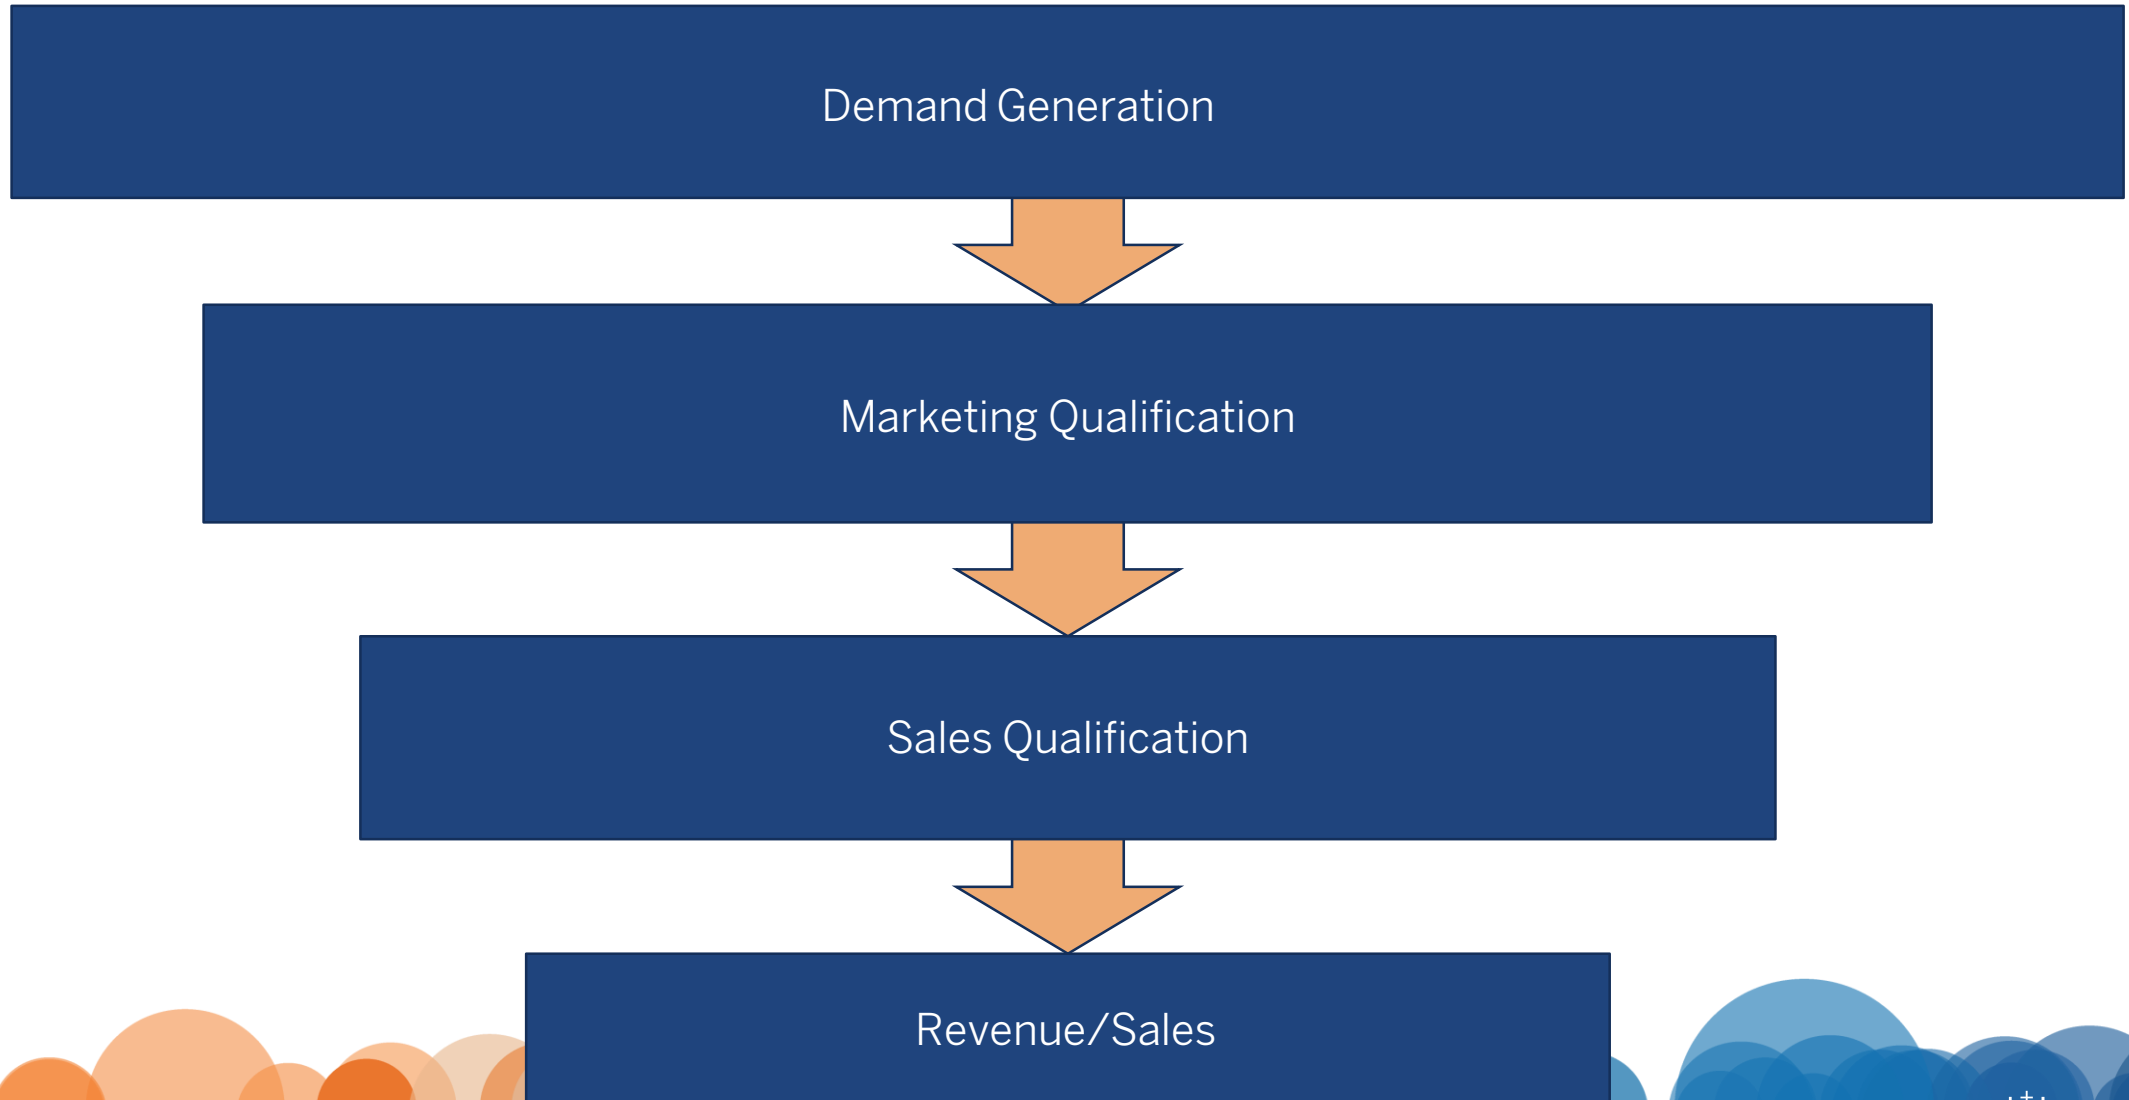 Demand Generation
Marketing Qualification
Sales Qualification
Revenue/Sales